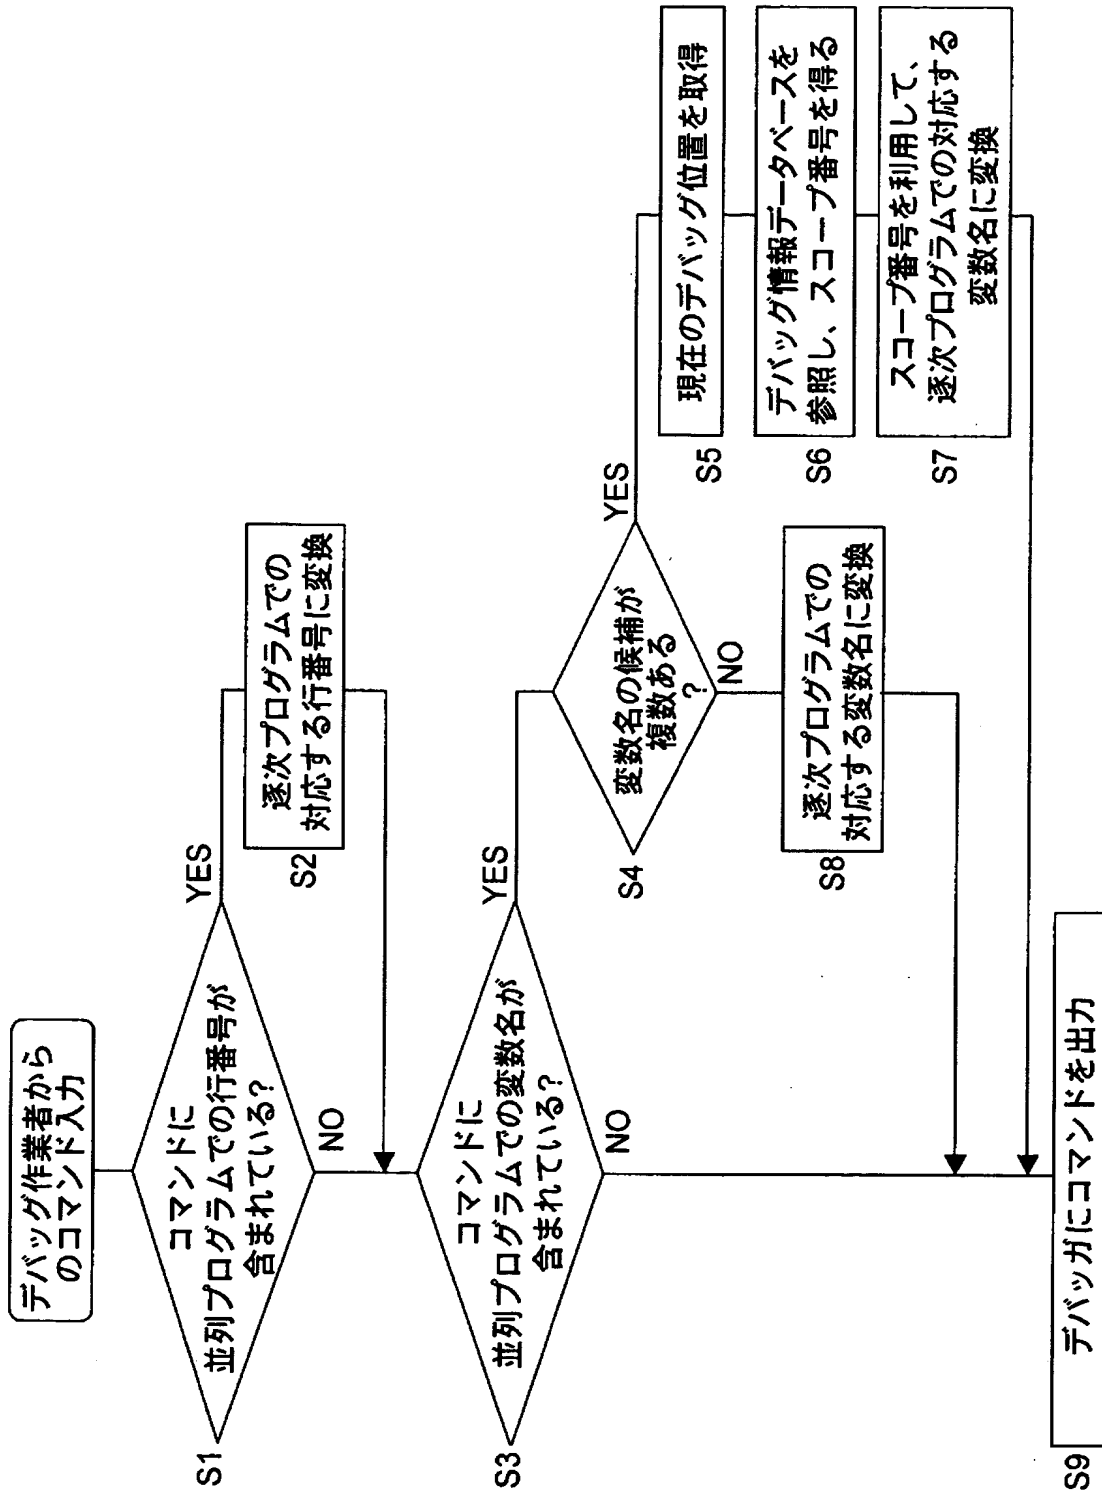 デバッグ作業者から
のコマンド入力
コマンドに
並列プログラムでの行番号が
含まれている?
S1
YES
NO
逐次プログラムでの
対応する行番号に変換
S2
コマンドに
並列プログラムでの変数名が
含まれている?
S3
YES
NO
変数名の候補が
複数ある
?
S4
YES
NO
現在のデバッグ位置を取得
S5
デバッグ情報データベースを
参照し、スコープ番号を得る
S6
スコープ番号を利用して、
逐次プログラムでの対応する
変数名に変換
S7
逐次プログラムでの
対応する変数名に変換
S8
デバッガにコマンドを出力
S9